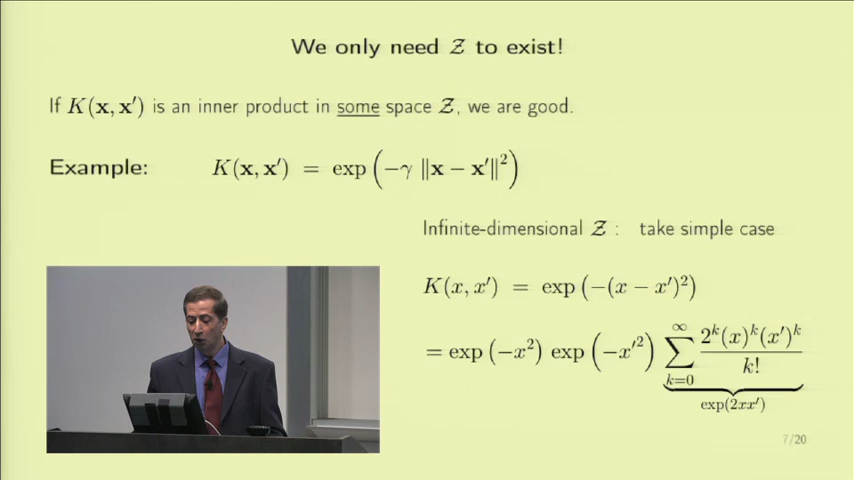 We only need 𝒵 to exist!
If K(x, x′) is an inner product in some space 𝒵, we are good.
Example: K(x, x′) = exp (−γ ‖x − x′‖²)
Infinite-dimensional 𝒵 : take simple case
K(x, x′) = exp (−(x − x′)²)
= exp (−x²) exp (−x′²) ∑_{k=0}^{∞} 2ᵏ(x)ᵏ(x′)ᵏ / k!
exp(2xx′)
7/20